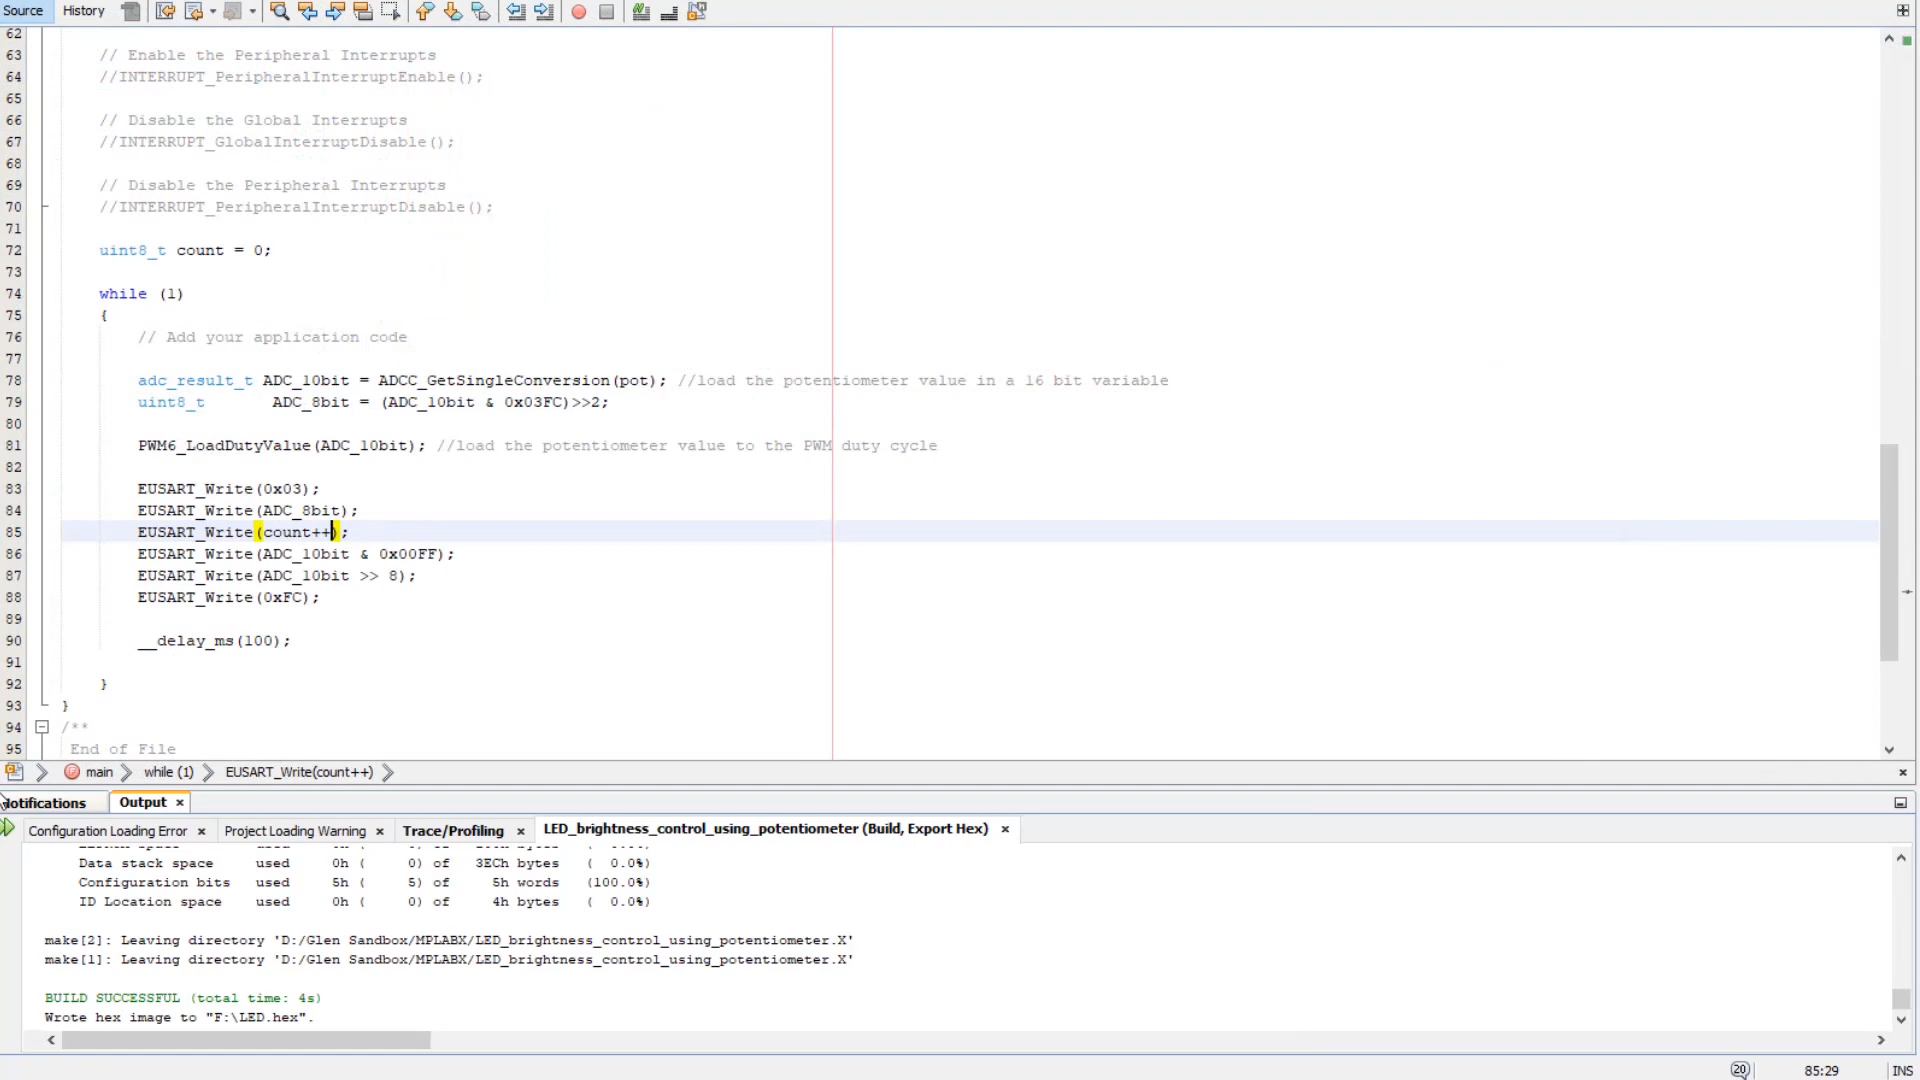 Source History
62
63 // Enable the Peripheral Interrupts
64 //INTERRUPT_PeripheralInterruptEnable();
65
66 // Disable the Global Interrupts
67 //INTERRUPT_GlobalInterruptDisable();
68
69 // Disable the Peripheral Interrupts
70 //INTERRUPT_PeripheralInterruptDisable();
71
72 uint8_t count = 0;
73
74 while (1)
75 {
76 // Add your application code
77
78 adc_result_t ADC_10bit = ADCC_GetSingleConversion(pot); //load the potentiometer value in a 16 bit variable
79 uint8_t ADC_8bit = (ADC_10bit & 0x03FC)>>2;
80
81 PWM6_LoadDutyValue(ADC_10bit); //load the potentiometer value to the PWM duty cycle
82
83 EUSART_Write(0x03);
84 EUSART_Write(ADC_8bit);
85 EUSART_Write(count++);
86 EUSART_Write(ADC_10bit & 0x00FF);
87 EUSART_Write(ADC_10bit >> 8);
88 EUSART_Write(0xFC);
89
90 __delay_ms(100);
91
92 }
93 }
94 /**
95 End of File
main while (1) EUSART_Write(count++)
otifications Output
Configuration Loading Error Project Loading Warning Trace/Profiling LED_brightness_control_using_potentiometer (Build, Export Hex)
Data stack space used 0h ( 0) of 3ECh bytes ( 0.0%)
Configuration bits used 5h ( 5) of 5h words (100.0%)
ID Location space used 0h ( 0) of 4h bytes ( 0.0%)
make[2]: Leaving directory 'D:/Glen Sandbox/MPLABX/LED_brightness_control_using_potentiometer.X'
make[1]: Leaving directory 'D:/Glen Sandbox/MPLABX/LED_brightness_control_using_potentiometer.X'
BUILD SUCCESSFUL (total time: 4s)
Wrote hex image to "F:\LED.hex".
20 85:29 INS